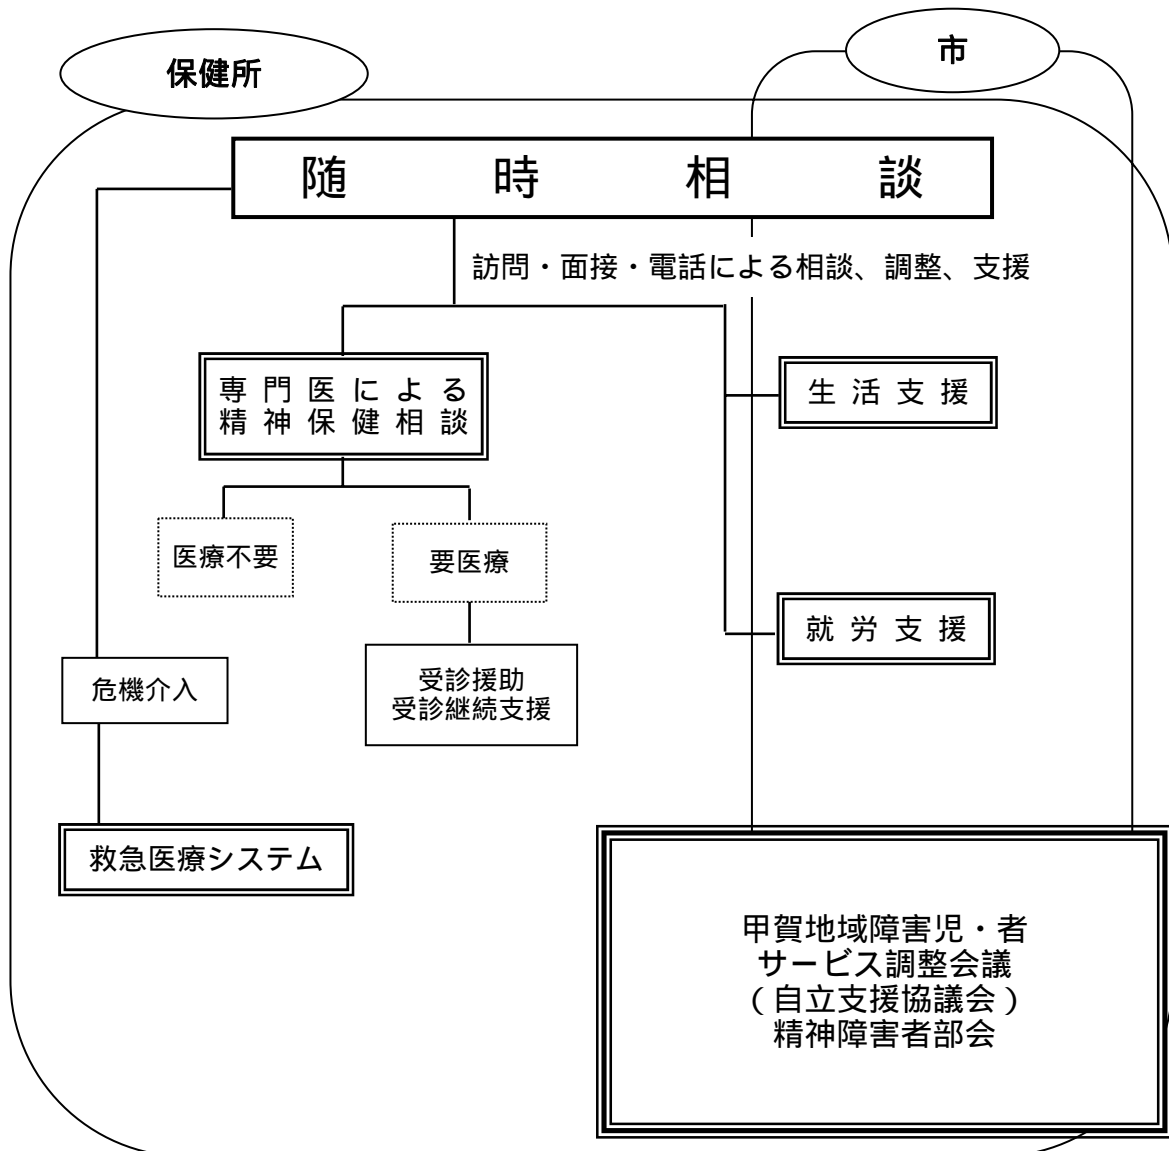 保健所
市
随時相談
訪問・面接・電話による相談、調整、支援
専門医による
精神保健相談
生活支援
医療不要
要医療
就労支援
危機介入
受診援助
受診継続支援
救急医療システム
甲賀地域障害児・者
サービス調整会議
（自立支援協議会）
精神障害者部会